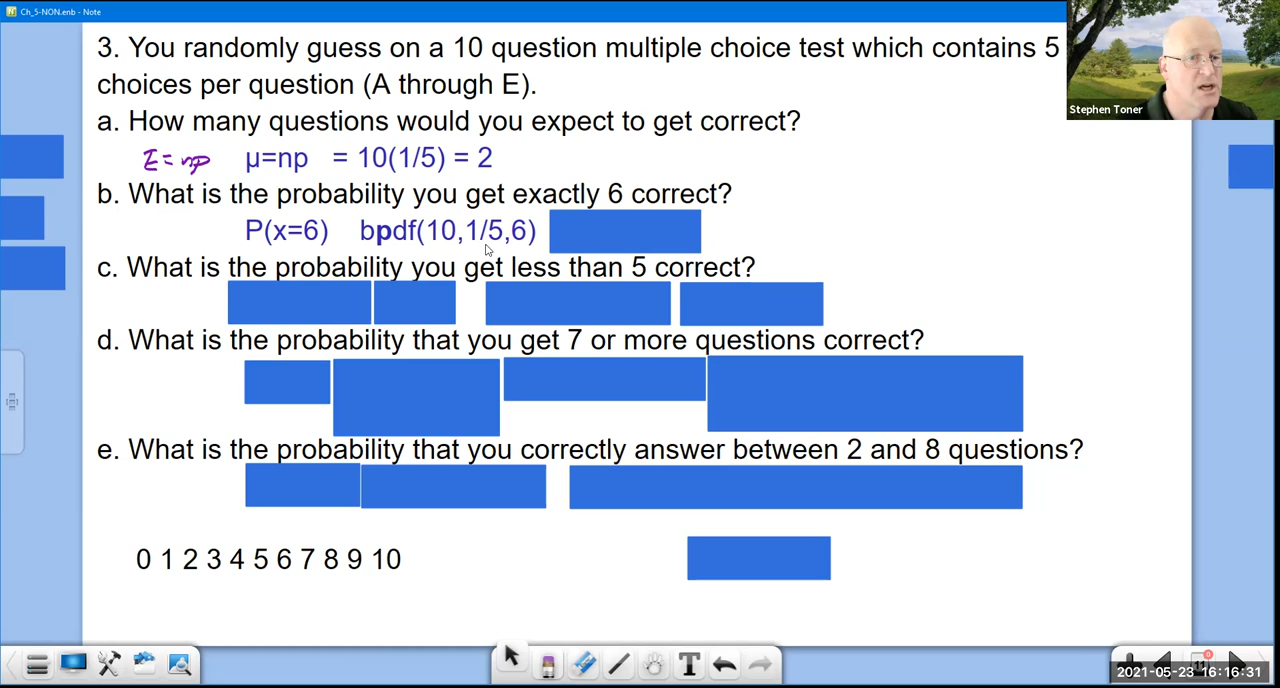 Ch_5-NON.enb - Note
3. You randomly guess on a 10 question multiple choice test which contains 5
choices per question (A through E).
Stephen Toner
a. How many questions would you expect to get correct?
E = np μ=np = 10(1/5) = 2
b. What is the probability you get exactly 6 correct?
P(x=6) bpdf(10,1/5,6)
c. What is the probability you get less than 5 correct?
d. What is the probability that you get 7 or more questions correct?
e. What is the probability that you correctly answer between 2 and 8 questions?
0 1 2 3 4 5 6 7 8 9 10
T
11 0
2021-05-23 16:16:31